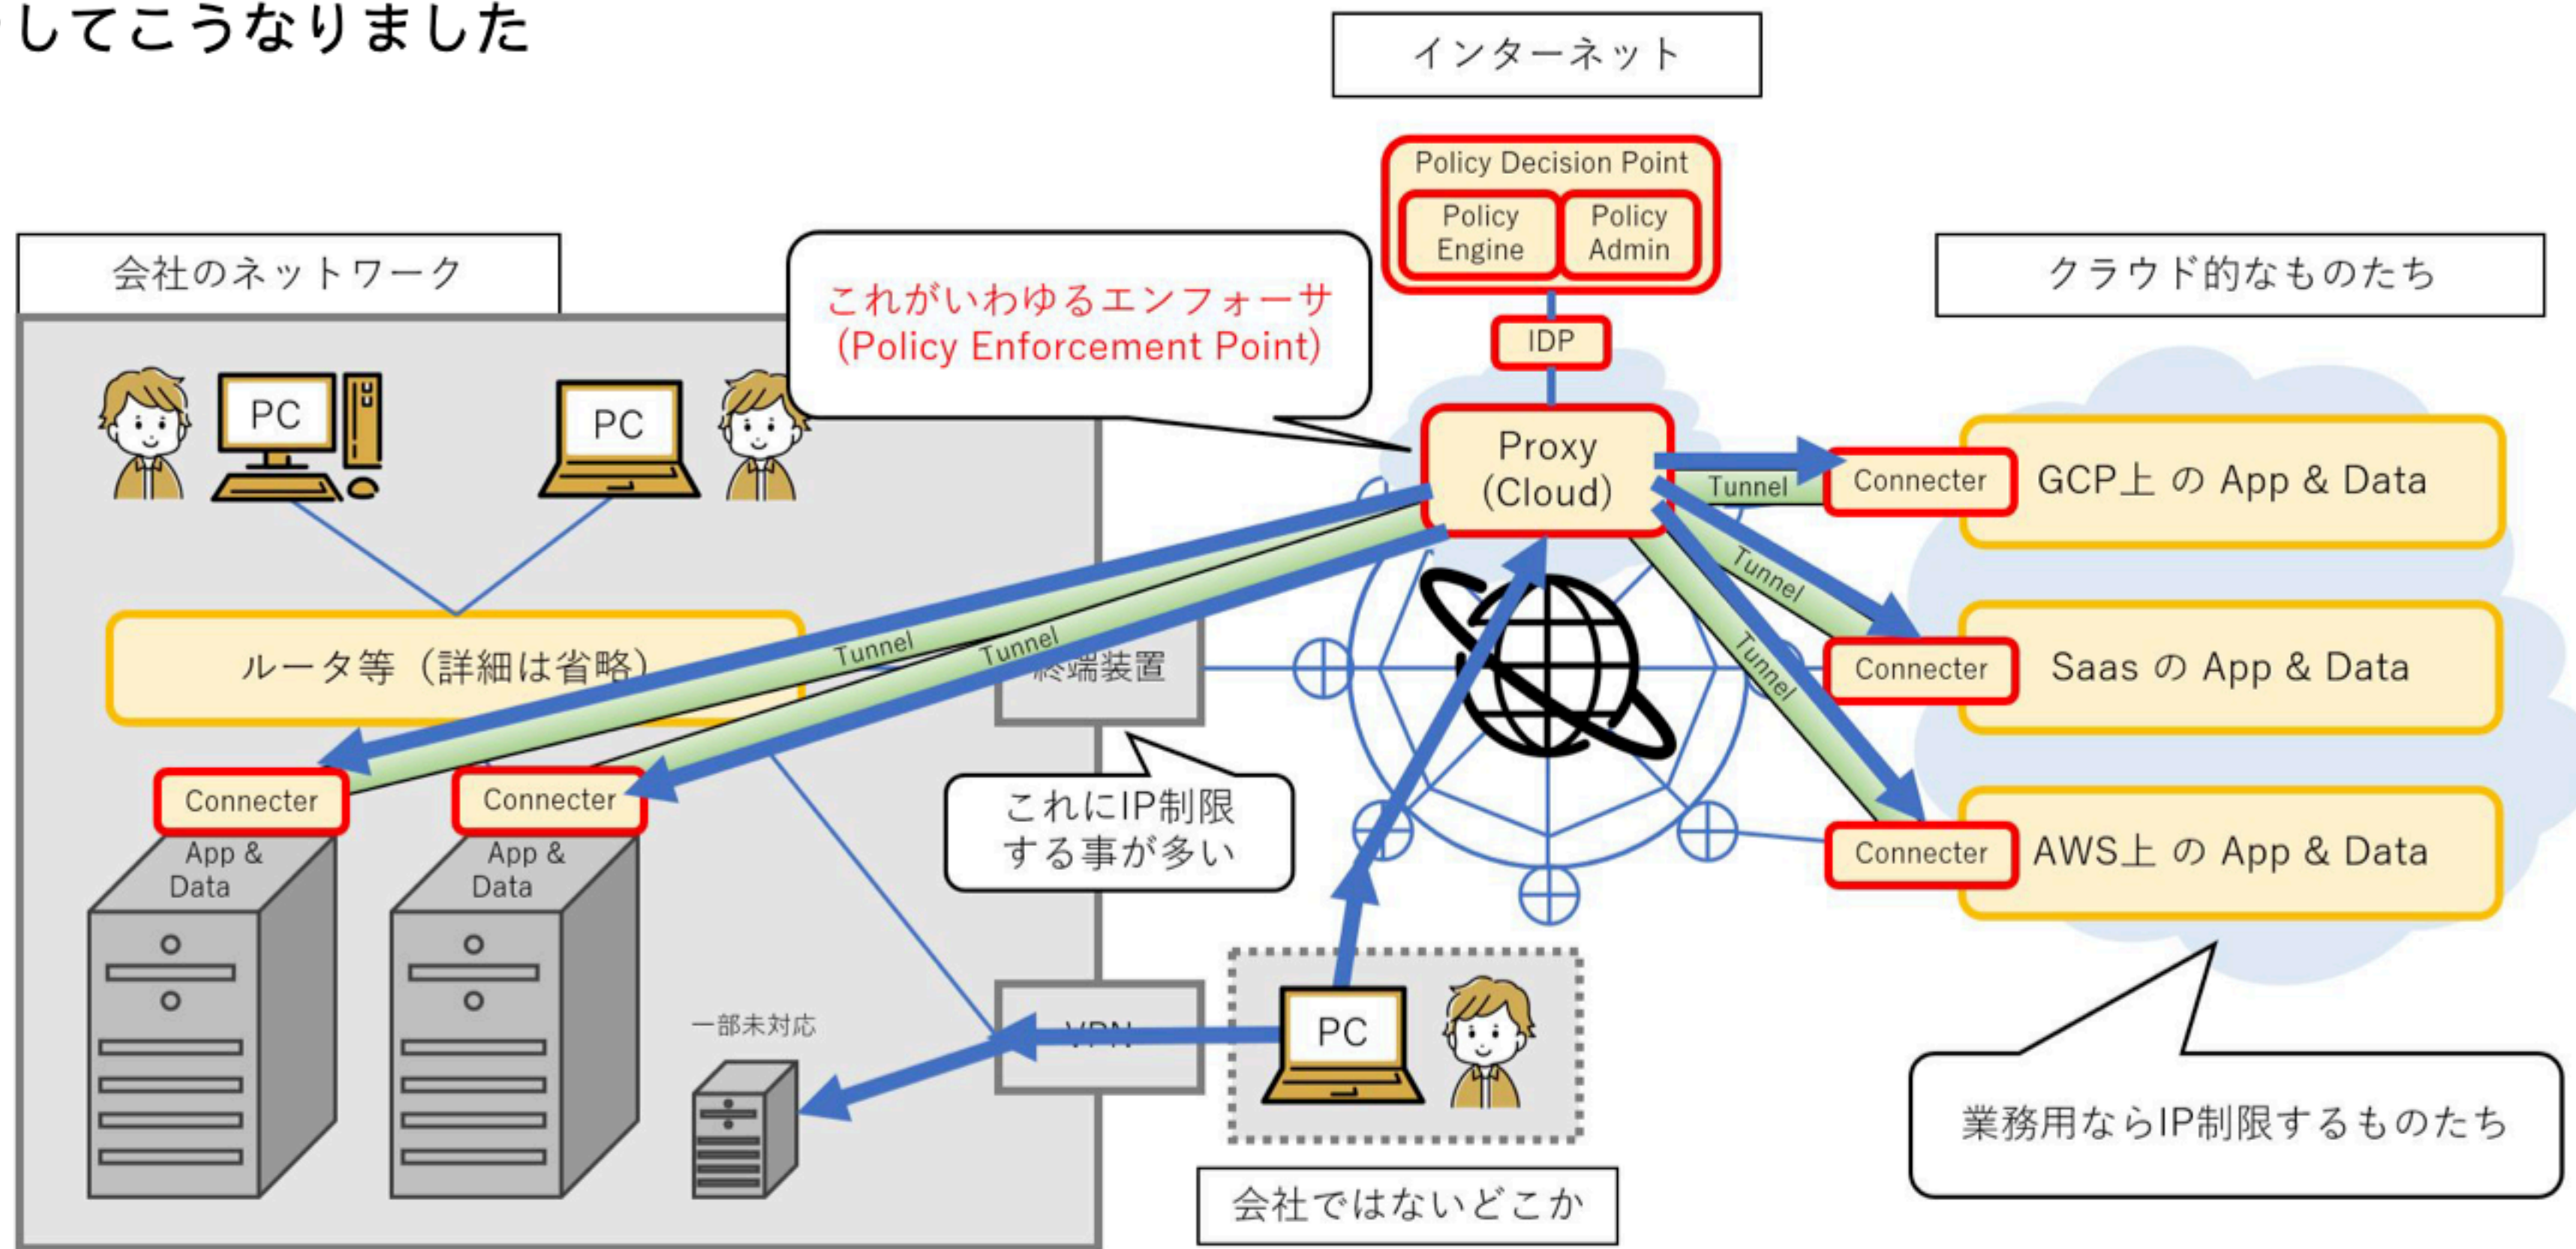 してこうなりました
インターネット
Policy Decision Point
Policy
Engine
Policy
Admin
IDP
会社のネットワーク
これがいわゆるエンフォーサ
(Policy Enforcement Point)
クラウド的なものたち
PC
PC
Proxy
(Cloud)
Tunnel
Connecter
GCP上 の App & Data
Tunnel
Connecter
Saas の App & Data
Tunnel
Connecter
AWS上 の App & Data
ルータ等（詳細は省略）
Tunnel
Tunnel
終端装置
これにIP制限
する事が多い
Connecter
Connecter
App &
Data
App &
Data
一部未対応
VPN
PC
会社ではないどこか
業務用ならIP制限するものたち